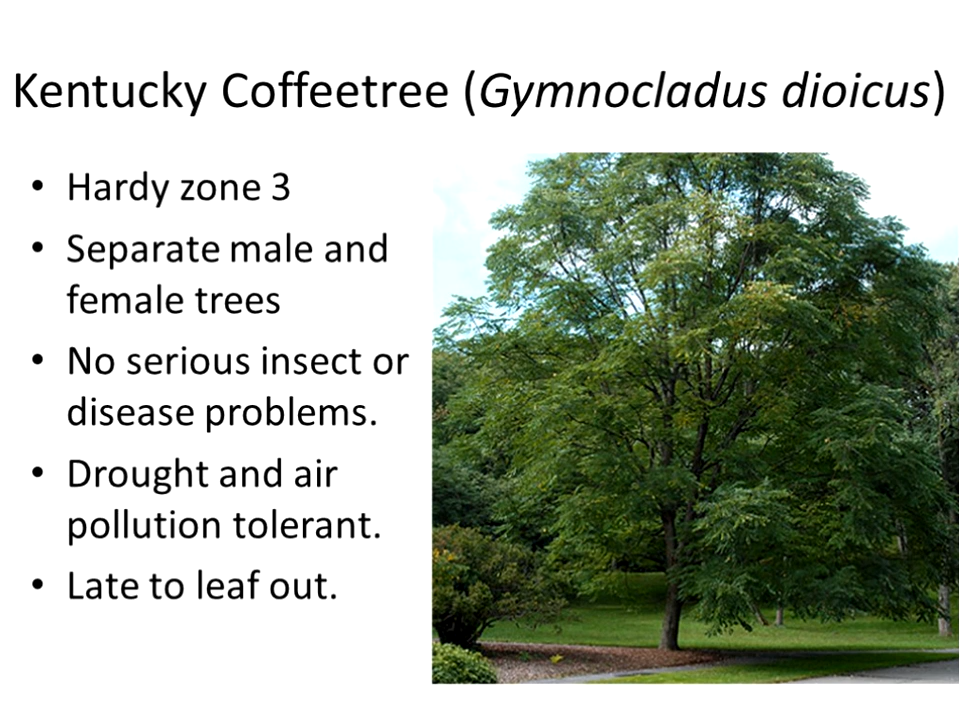 Kentucky Coffeetree (Gymnocladus dioicus)
• Hardy zone 3
• Separate male and
female trees
• No serious insect or
disease problems.
• Drought and air
pollution tolerant.
• Late to leaf out.